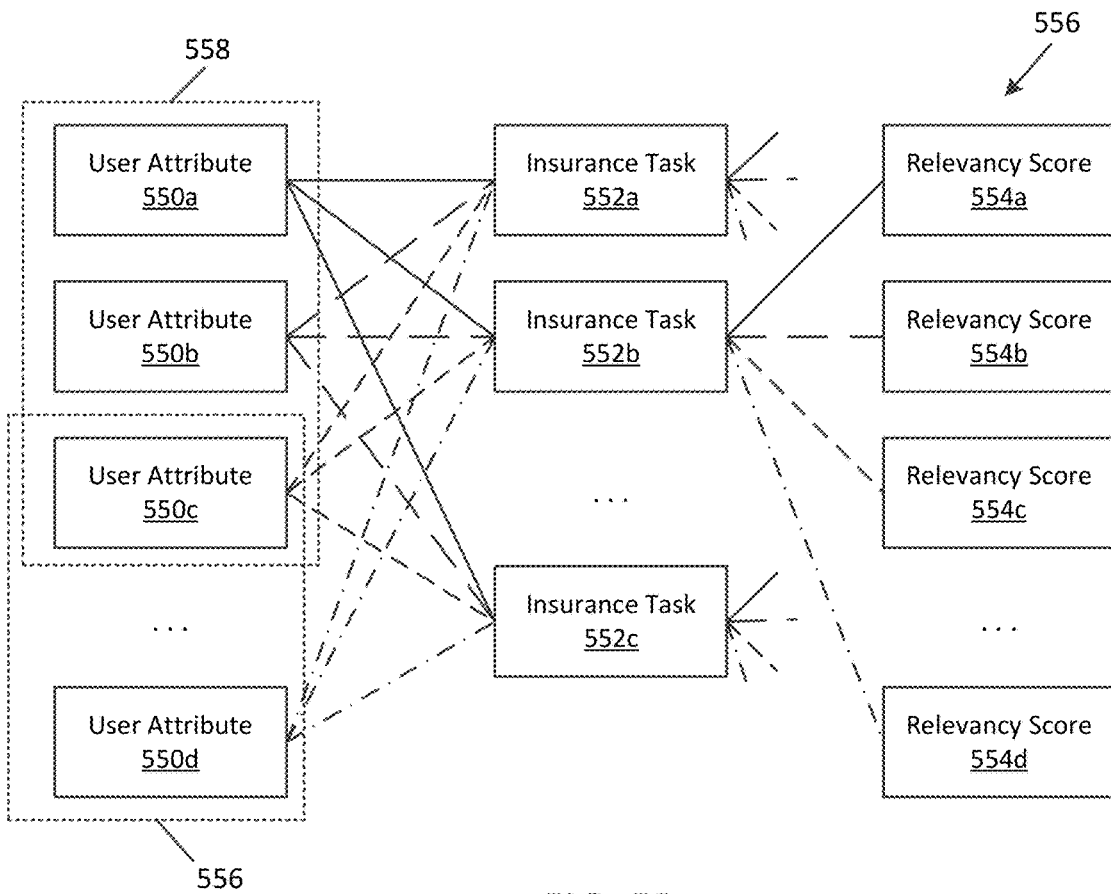 556
558
User Attribute
550a
Insurance Task
552a
Relevancy Score
554a
User Attribute
550b
Insurance Task
552b
Relevancy Score
554b
User Attribute
550c
. . .
Relevancy Score
554c
Insurance Task
552c
. . .
. . .
User Attribute
550d
Relevancy Score
554d
556